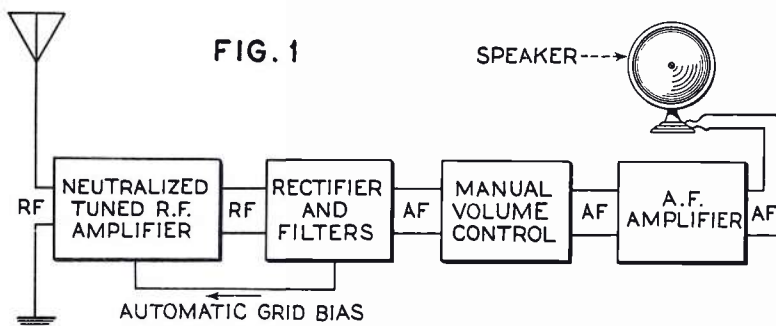 FIG. 1
SPEAKER
RF
NEUTRALIZED
TUNED R.F.
AMPLIFIER
RF
RECTIFIER
AND
FILTERS
AF
MANUAL
VOLUME
CONTROL
AF
A.F.
AMPLIFIER
AF
AUTOMATIC GRID BIAS